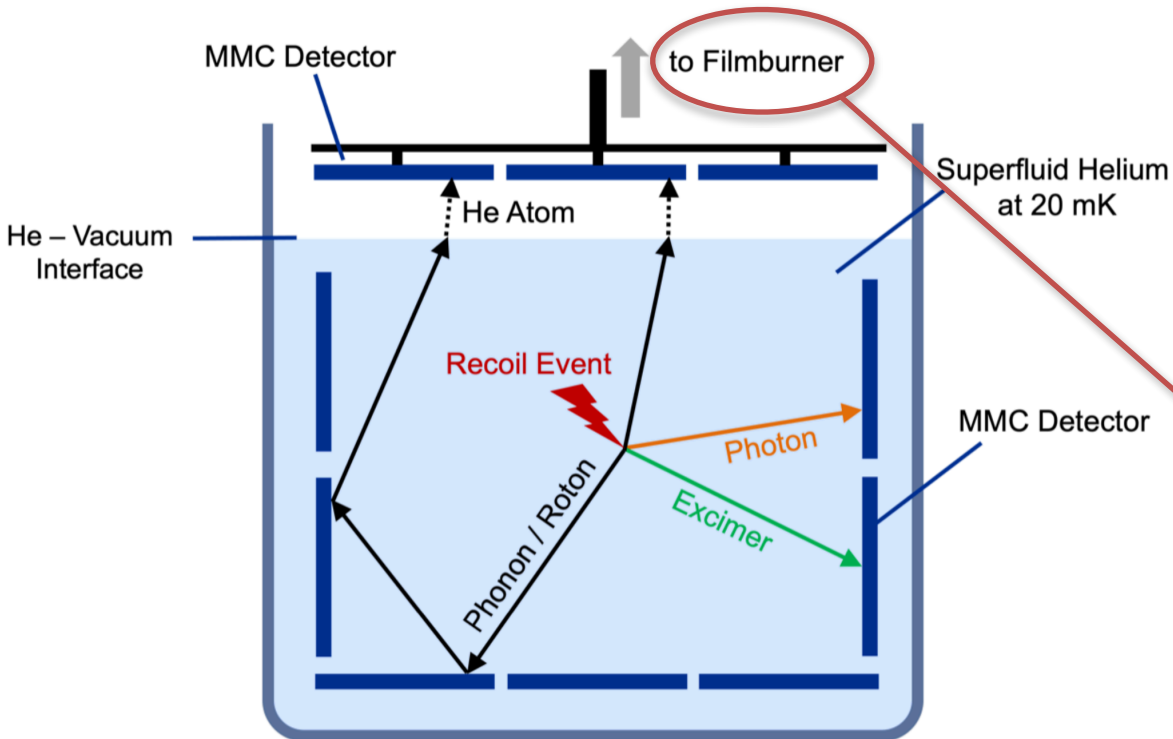 MMC Detector
to Filmburner
Superfluid Helium
at 20 mK
He Atom
He – Vacuum
Interface
Recoil Event
MMC Detector
Photon
Excimer
Phonon / Roton